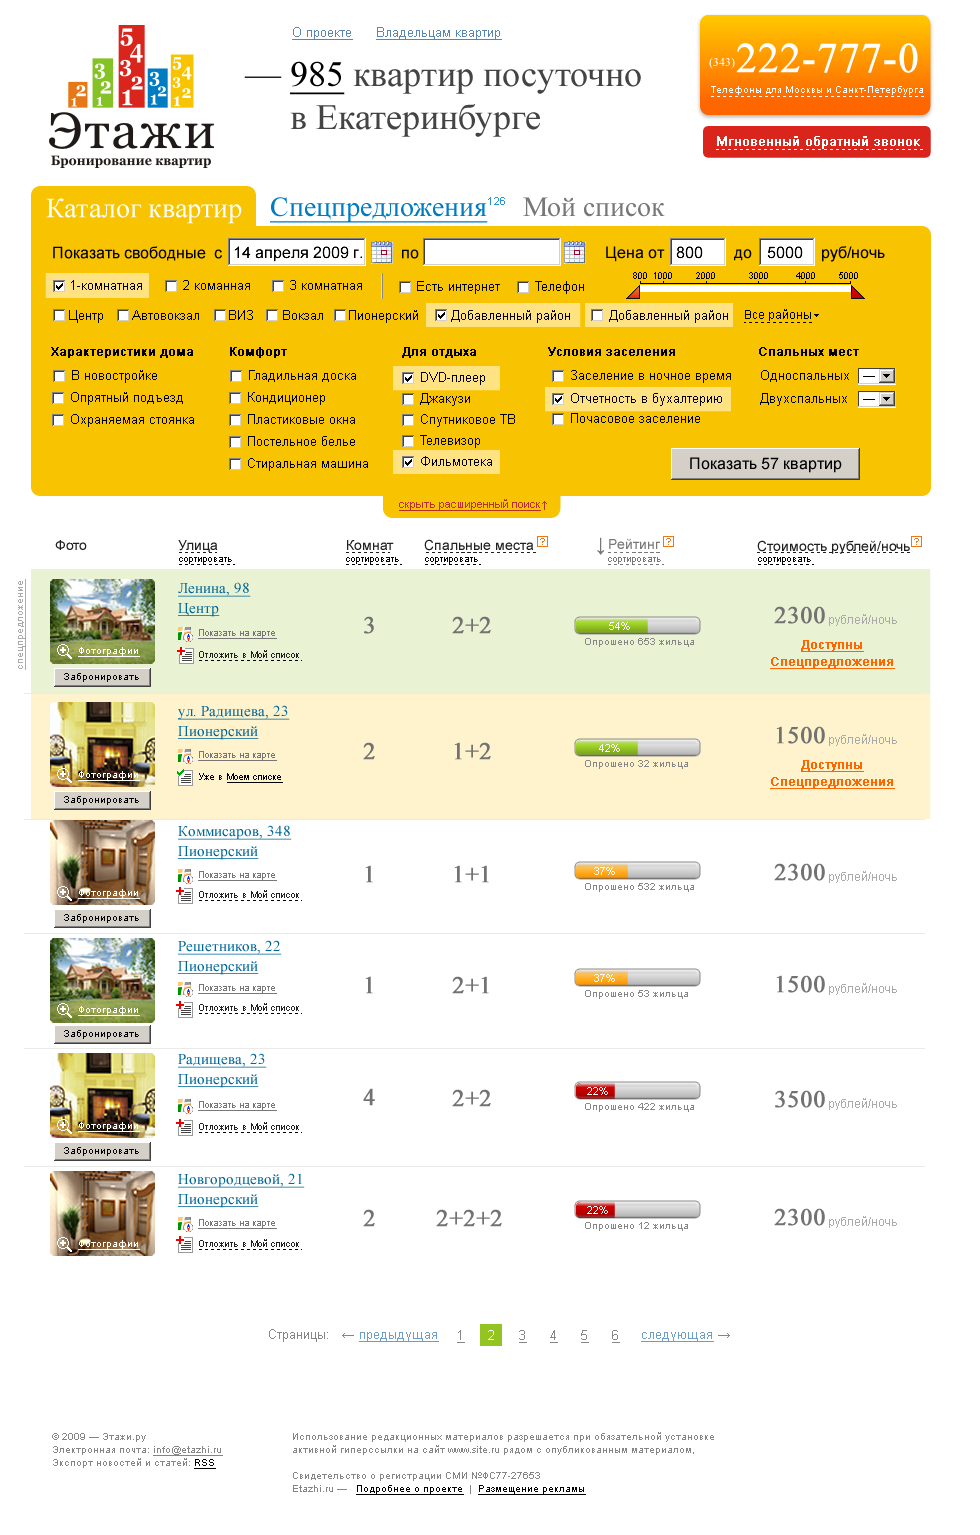 О проекте Владельцам квартир
— 985 квартир посуточно
в Екатеринбурге
(343) 222-777-0
Телефоны для Москвы и Санкт-Петербурга
Мгновенный обратный звонок
5
4
3 3 5
2 2 3 4
1 2 1 2 3
2 1 1 2 1
Этажи
Бронирование квартир
Каталог квартир Спецпредложения 126 Мой список
Показать свободные с 14 апреля 2009 г. по Цена от 800 до 5000 руб/ночь
1-комнатная 2 команная 3 комнатная Есть интернет Телефон
800 1000 2000 3000 4000 5000
Центр Автовокзал ВИЗ Вокзал Пионерский Добавленный район Добавленный район Все районы
Характеристики дома
В новостройке
Опрятный подъезд
Охраняемая стоянка
Комфорт
Гладильная доска
Кондиционер
Пластиковые окна
Постельное белье
Стиральная машина
Для отдыха
DVD-плеер
Джакузи
Спутниковое ТВ
Телевизор
Фильмотека
Условия заселения
Заселение в ночное время
Отчетность в бухгалтерию
Почасовое заселение
Спальных мест
Односпальных —
Двухспальных —
Показать 57 квартир
скрыть расширенный поиск↑
Фото Улица Комнат Спальные места ? ↓ Рейтинг ? Стоимость рублей/ночь ?
сортировать сортировать сортировать сортировать сортировать
спецпредложение
Фотографии
Забронировать
Ленина, 98
Центр
Показать на карте
Отложить в Мой список
3 2+2
54%
Опрошено 653 жильца
2300 рублей/ночь
Доступны
Спецпредложения
Фотографии
Забронировать
ул. Радищева, 23
Пионерский
Показать на карте
Уже в Моем списке
2 1+2
42%
Опрошено 32 жильца
1500 рублей/ночь
Доступны
Спецпредложения
Фотографии
Забронировать
Коммисаров, 348
Пионерский
Показать на карте
Отложить в Мой список
1 1+1
37%
Опрошено 532 жильца
2300 рублей/ночь
Фотографии
Забронировать
Решетников, 22
Пионерский
Показать на карте
Отложить в Мой список
1 2+1
37%
Опрошено 53 жильца
1500 рублей/ночь
Фотографии
Забронировать
Радищева, 23
Пионерский
Показать на карте
Отложить в Мой список
4 2+2
22%
Опрошено 422 жильца
3500 рублей/ночь
Фотографии
Новгородцевой, 21
Пионерский
Показать на карте
Отложить в Мой список
2 2+2+2
22%
Опрошено 12 жильца
2300 рублей/ночь
Страницы: ← предыдущая 1 2 3 4 5 6 следующая →
© 2009 — Этажи.ру
Электронная почта: info@etazhi.ru
Экспорт новостей и статей: RSS
Использование редакционных материалов разрешается при обязательной установке
активной гиперссылки на сайт www.site.ru рядом с опубликованным материалом,
Свидетельство о регистрации СМИ №ФС77-27653
Etazhi.ru — Подробнее о проекте | Размещение рекламы